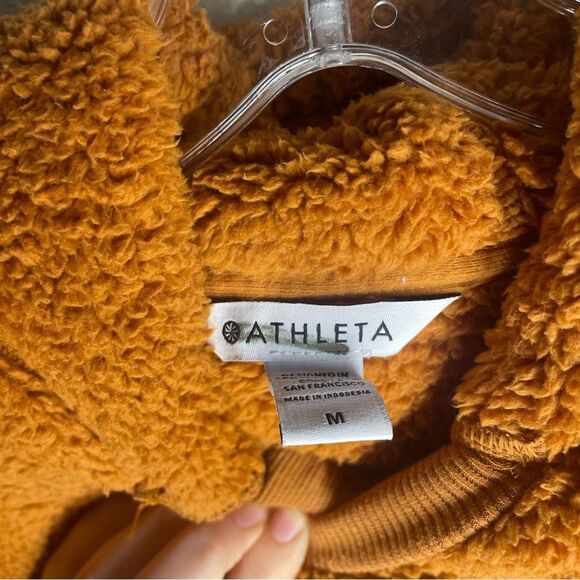 ATHLETA
DESIGNED IN
SAN FRANCISCO
MADE IN INDONESIA
M